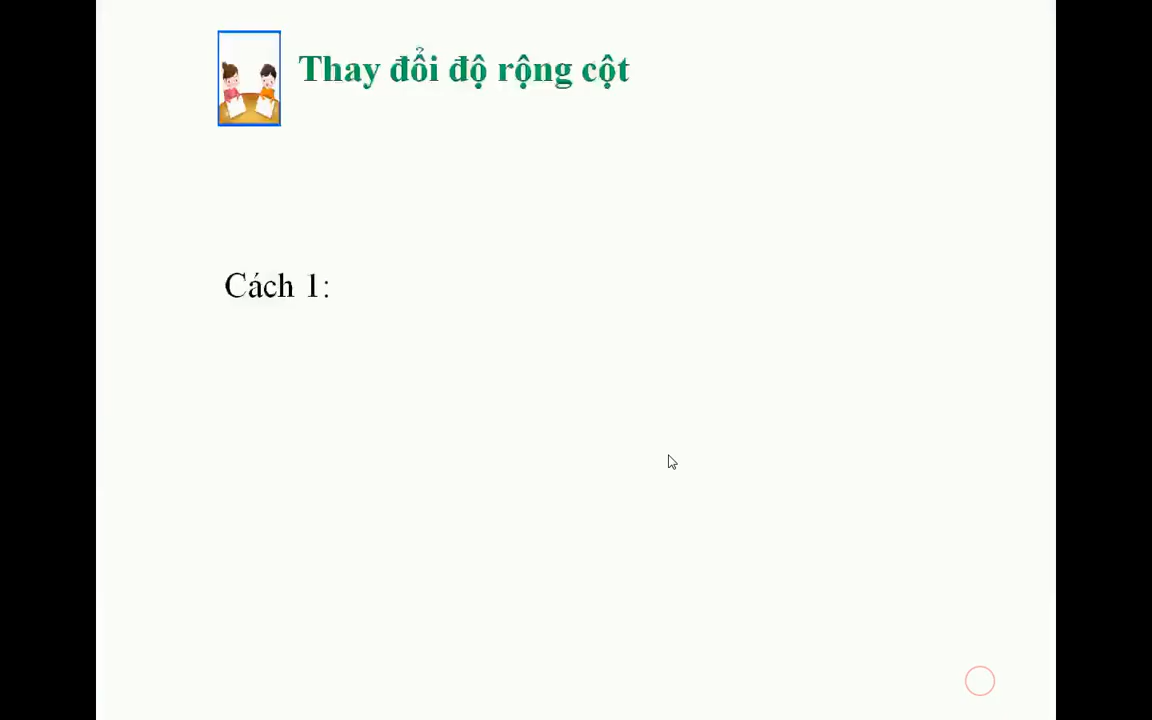 Thay đổi độ rộng cột
Cách 1: